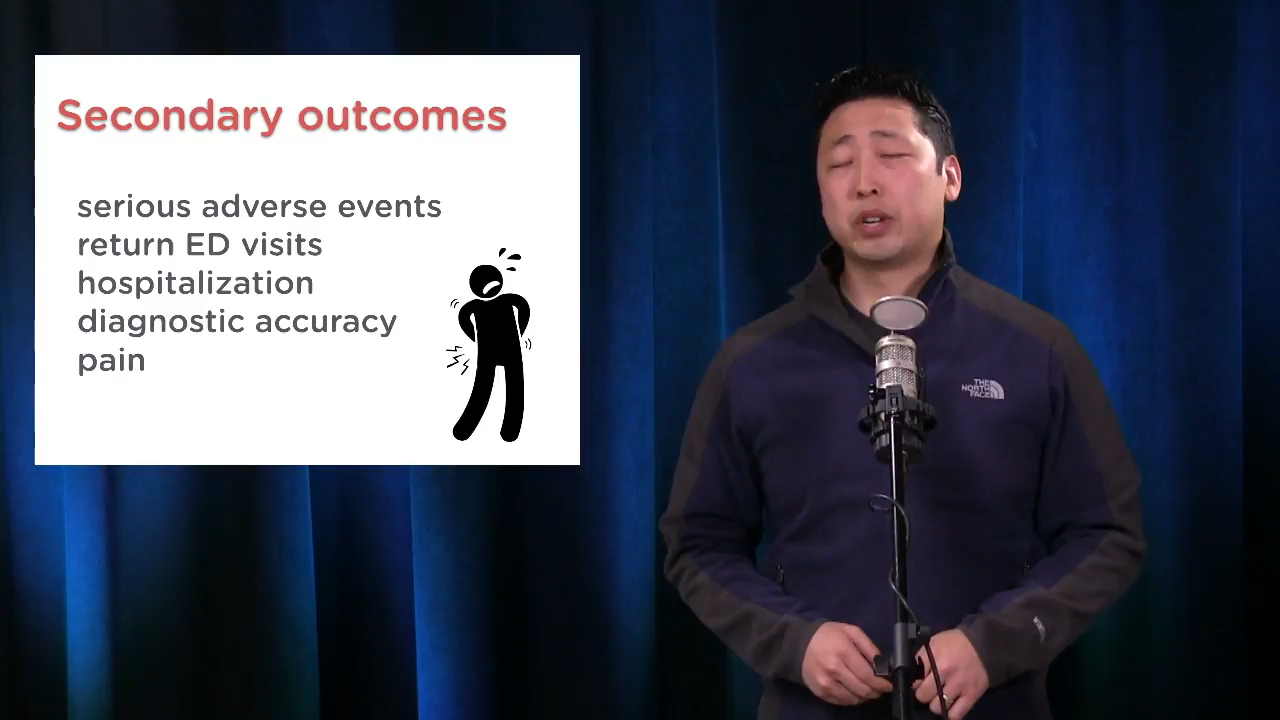 Secondary outcomes
serious adverse events
return ED visits
hospitalization
diagnostic accuracy
pain
THE
NORTH
FACE